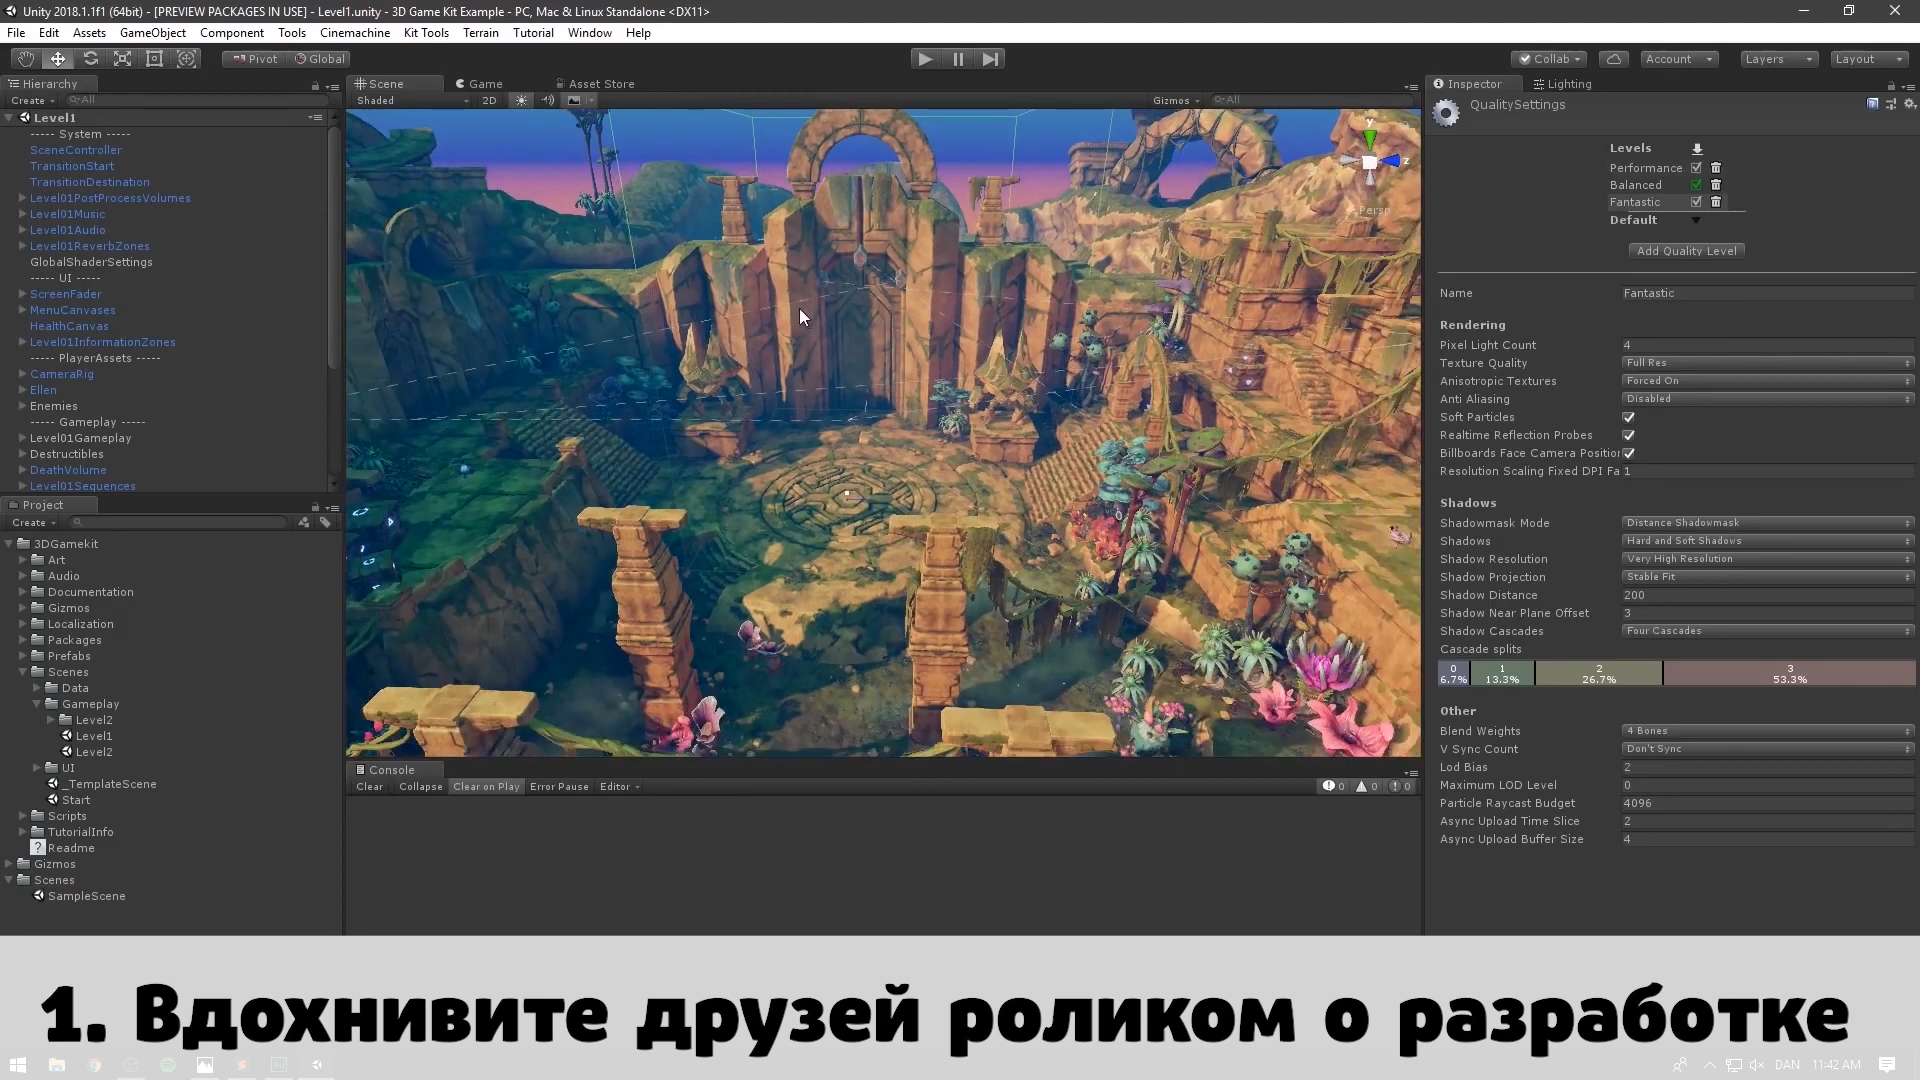 Unity 2018.1.1f1 (64bit) - [PREVIEW PACKAGES IN USE] - Level1.unity - 3D Game Kit Example - PC, Mac & Linux Standalone <DX11>
File Edit Assets GameObject Component Tools Cinemachine Kit Tools Terrain Tutorial Window Help
Pivot Global Collab Account Layers Layout
Hierarchy
Create All
Level1
----- System -----
SceneController
TransitionStart
TransitionDestination
Level01PostProcessVolumes
Level01Music
Level01Audio
Level01ReverbZones
GlobalShaderSettings
----- UI -----
ScreenFader
MenuCanvases
HealthCanvas
Level01InformationZones
----- PlayerAssets -----
CameraRig
Ellen
Enemies
----- Gameplay -----
Level01Gameplay
Destructibles
DeathVolume
Level01Sequences
Project
Create
3DGamekit
Art
Audio
Documentation
Gizmos
Localization
Packages
Prefabs
Scenes
Data
Gameplay
Level2
Level1
Level2
UI
_TemplateScene
Start
Scripts
TutorialInfo
Readme
Gizmos
Scenes
SampleScene
Scene Game Asset Store
Shaded 2D Gizmos All
y
z
Persp
Console
Clear Collapse Clear on Play Error Pause Editor 0 0 0
Inspector Lighting
QualitySettings
Levels
Performance
Balanced
Fantastic
Default
Add Quality Level
Name Fantastic
Rendering
Pixel Light Count 4
Texture Quality Full Res
Anisotropic Textures Forced On
Anti Aliasing Disabled
Soft Particles
Realtime Reflection Probes
Billboards Face Camera Position
Resolution Scaling Fixed DPI Fa 1
Shadows
Shadowmask Mode Distance Shadowmask
Shadows Hard and Soft Shadows
Shadow Resolution Very High Resolution
Shadow Projection Stable Fit
Shadow Distance 200
Shadow Near Plane Offset 3
Shadow Cascades Four Cascades
Cascade splits
0 1 2 3
6.7% 13.3% 26.7% 53.3%
Other
Blend Weights 4 Bones
V Sync Count Don't Sync
Lod Bias 2
Maximum LOD Level 0
Particle Raycast Budget 4096
Async Upload Time Slice 2
Async Upload Buffer Size 4
1. Вдохнивите друзей роликом о разработке
DAN 11:42 AM